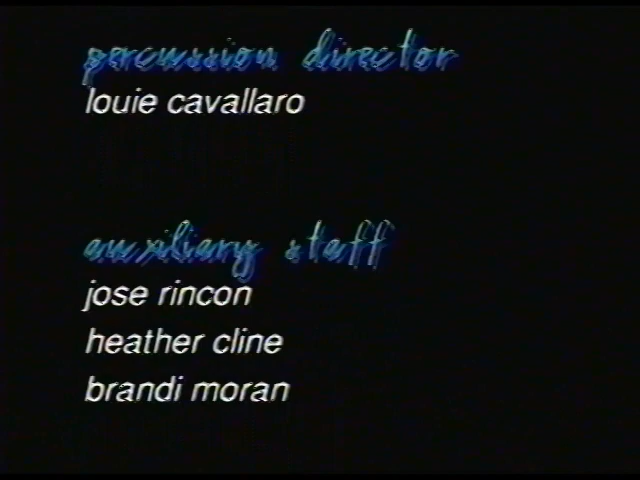 percussion director
louie cavallaro
auxiliary staff
jose rincon
heather cline
brandi moran